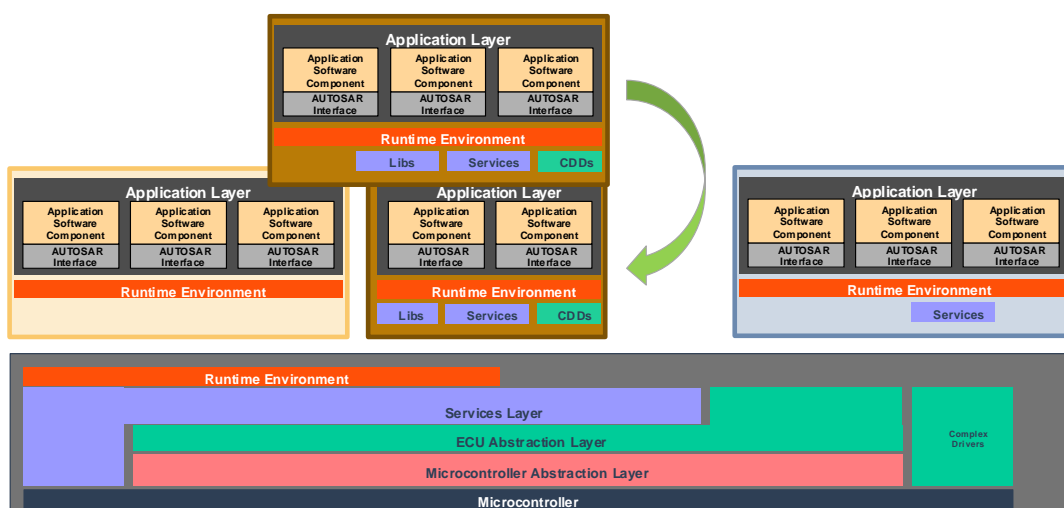 Application Layer
Application Application Application
Software Software Software
Component Component Component
AUTOSAR AUTOSAR AUTOSAR
Interface Interface Interface
Runtime Environment
Libs Services CDDs
Application Layer
Application Application Application
Software Software Software
Component Component Component
AUTOSAR AUTOSAR AUTOSAR
Interface Interface Interface
Runtime Environment
Application Layer
Application Application
Software Software
Component Component
AUTOSAR AUTOSAR
Interface Interface
Runtime Environment
Libs Services CDDs
Application Layer
Application Application Application
Software Software Software
Component Component Component
AUTOSAR AUTOSAR AUTOSAR
Interface Interface Interface
Runtime Environment
Services
Runtime Environment
Services Layer
ECU Abstraction Layer
Complex
Drivers
Microcontroller Abstraction Layer
Microcontroller